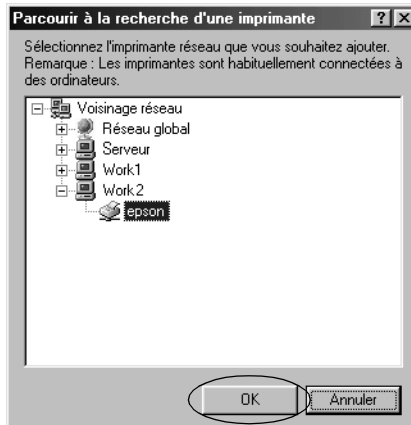 Parcourir à la recherche d'une imprimante
Sélectionnez l'imprimante réseau que vous souhaitez ajouter.
Remarque : Les imprimantes sont habituellement connectées à
des ordinateurs.
Voisinage réseau
Réseau global
Serveur
Work1
Work2
epson
OK
Annuler